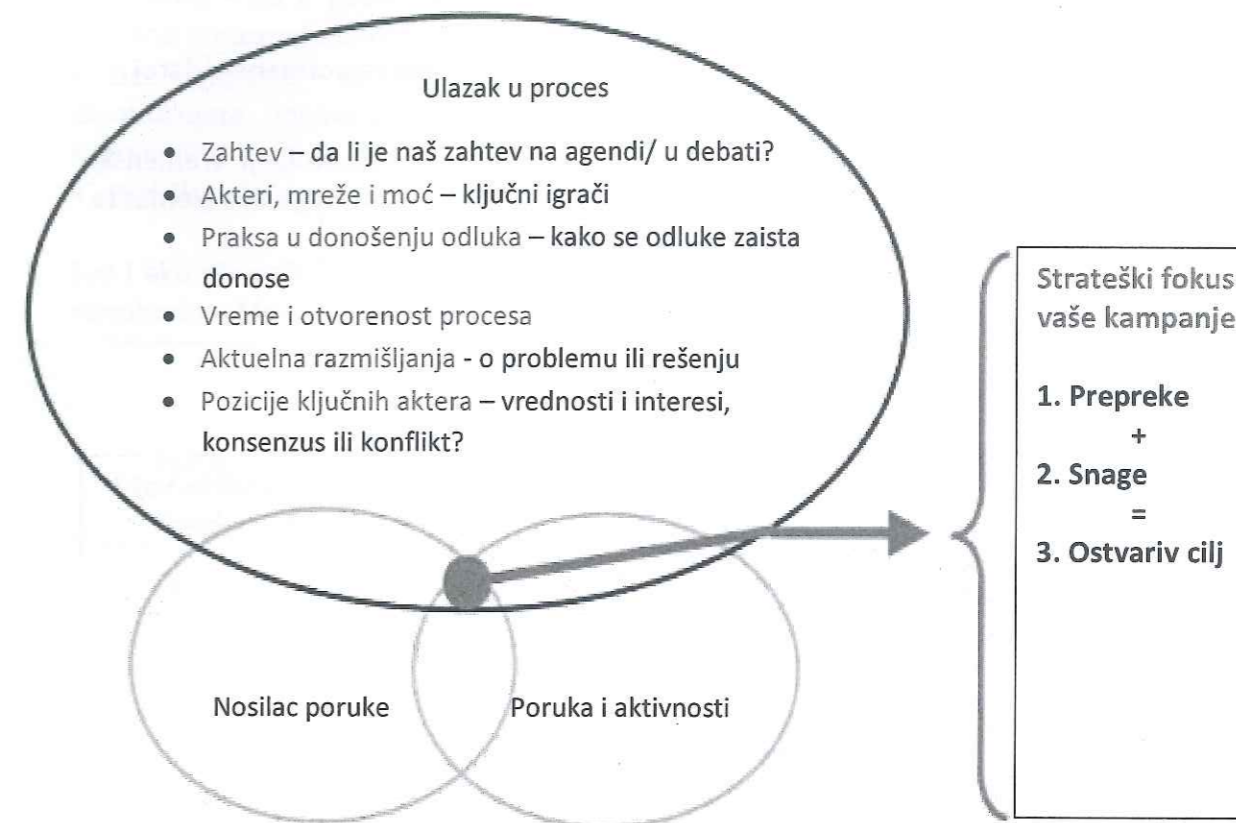 Ulazak u proces
• Zahtev – da li je naš zahtev na agendi/ u debati?
• Akteri, mreže i moć – ključni igrači
• Praksa u donošenju odluka – kako se odluke zaista
donose
• Vreme i otvorenost procesa
• Aktuelna razmišljanja - o problemu ili rešenju
• Pozicije ključnih aktera – vrednosti i interesi,
konsenzus ili konflikt?
Nosilac poruke
Poruka i aktivnosti
Strateški fokus
vaše kampanje
1. Prepreke
+
2. Snage
=
3. Ostvariv cilj